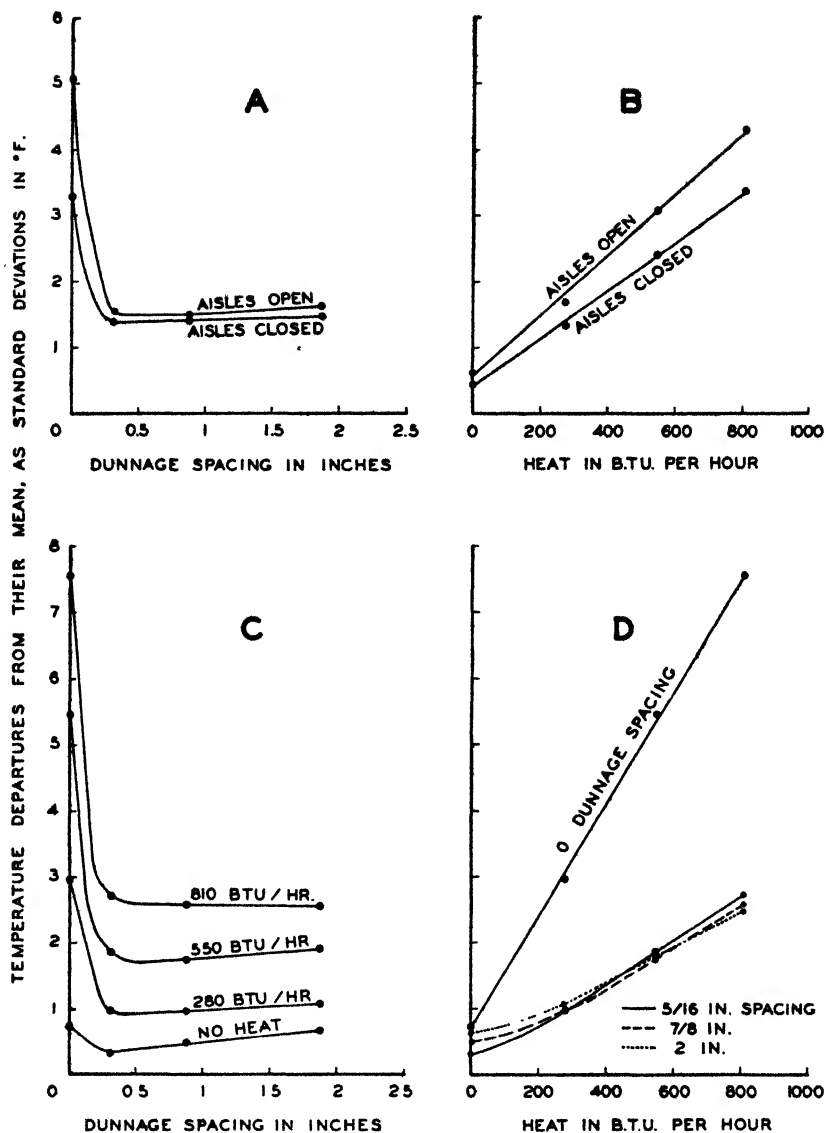 TEMPERATURE DEPARTURES FROM THEIR MEAN, AS STANDARD DEVIATIONS IN °F.
6
5
4
3
2
1
A
AISLES OPEN
AISLES CLOSED
0 0.5 1 1.5 2 2.5
DUNNAGE SPACING IN INCHES
B
AISLES OPEN
AISLES CLOSED
0 200 400 600 800 1000
HEAT IN B.T.U. PER HOUR
8
7
6
5
4
3
2
1
0
C
810 BTU/HR.
550 BTU/HR
280 BTU/HR
NO HEAT
0 0.5 1 1.5 2 2.5
DUNNAGE SPACING IN INCHES
D
0 DUNNAGE SPACING
5/16 IN. SPACING
7/8 IN.
2 IN.
0 200 400 600 800 1000
HEAT IN B.T.U. PER HOUR